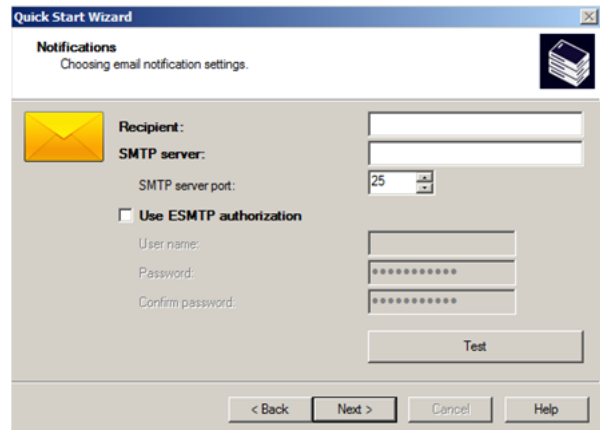 Quick Start Wizard
Notifications
Choosing email notification settings.
Recipient:
SMTP server:
SMTP server port:
25
Use ESMTP authorization
User name:
Password:
•••••••••••
Confirm password:
•••••••••••
Test
< Back
Next >
Cancel
Help